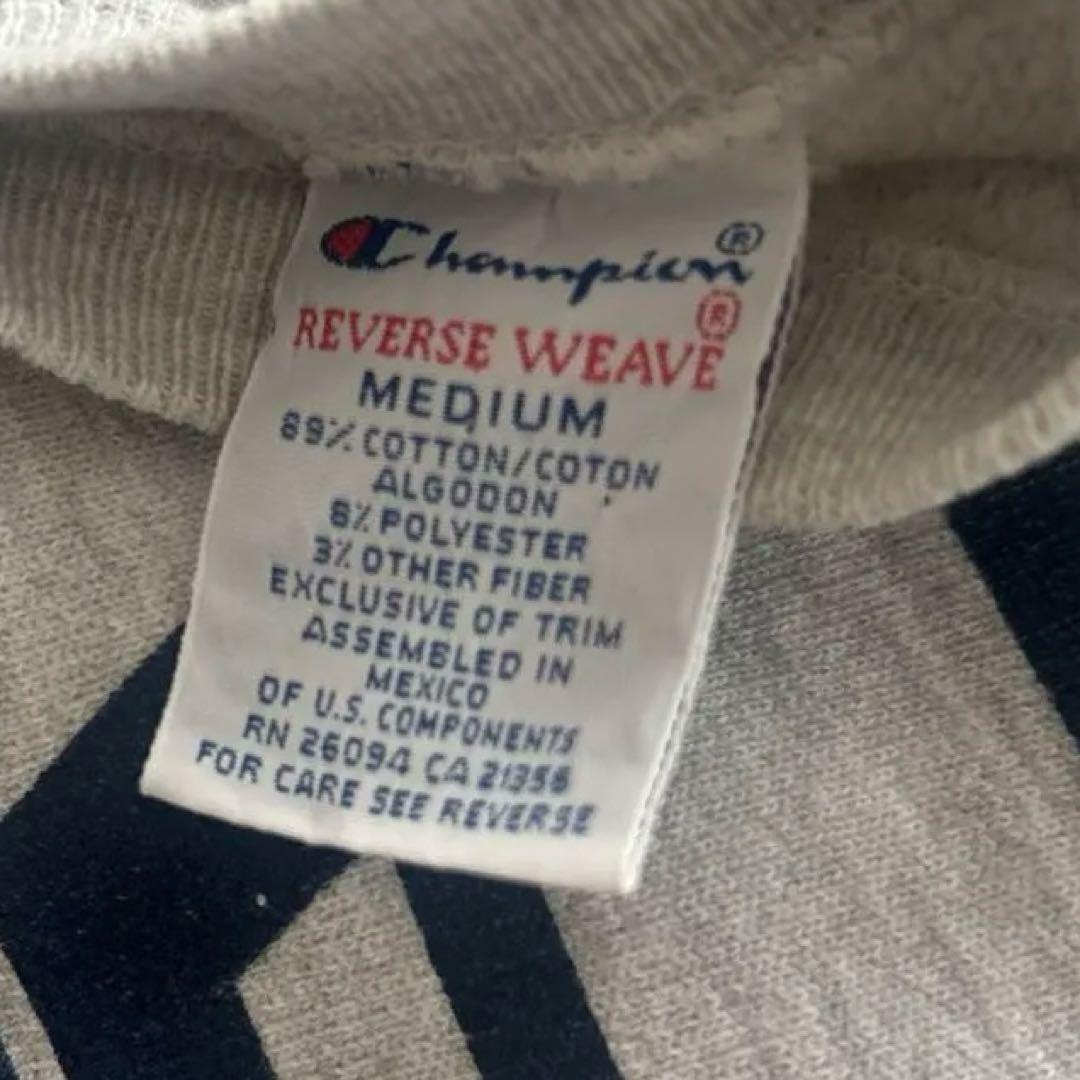 Champion®
REVERSE WEAVE®
MEDIUM
89% COTTON/COTON
ALGODON
8% POLYESTER
3% OTHER FIBER
EXCLUSIVE OF TRIM
ASSEMBLED IN
MEXICO
OF U.S. COMPONENTS
RN 26094 CA 21356
FOR CARE SEE REVERSE